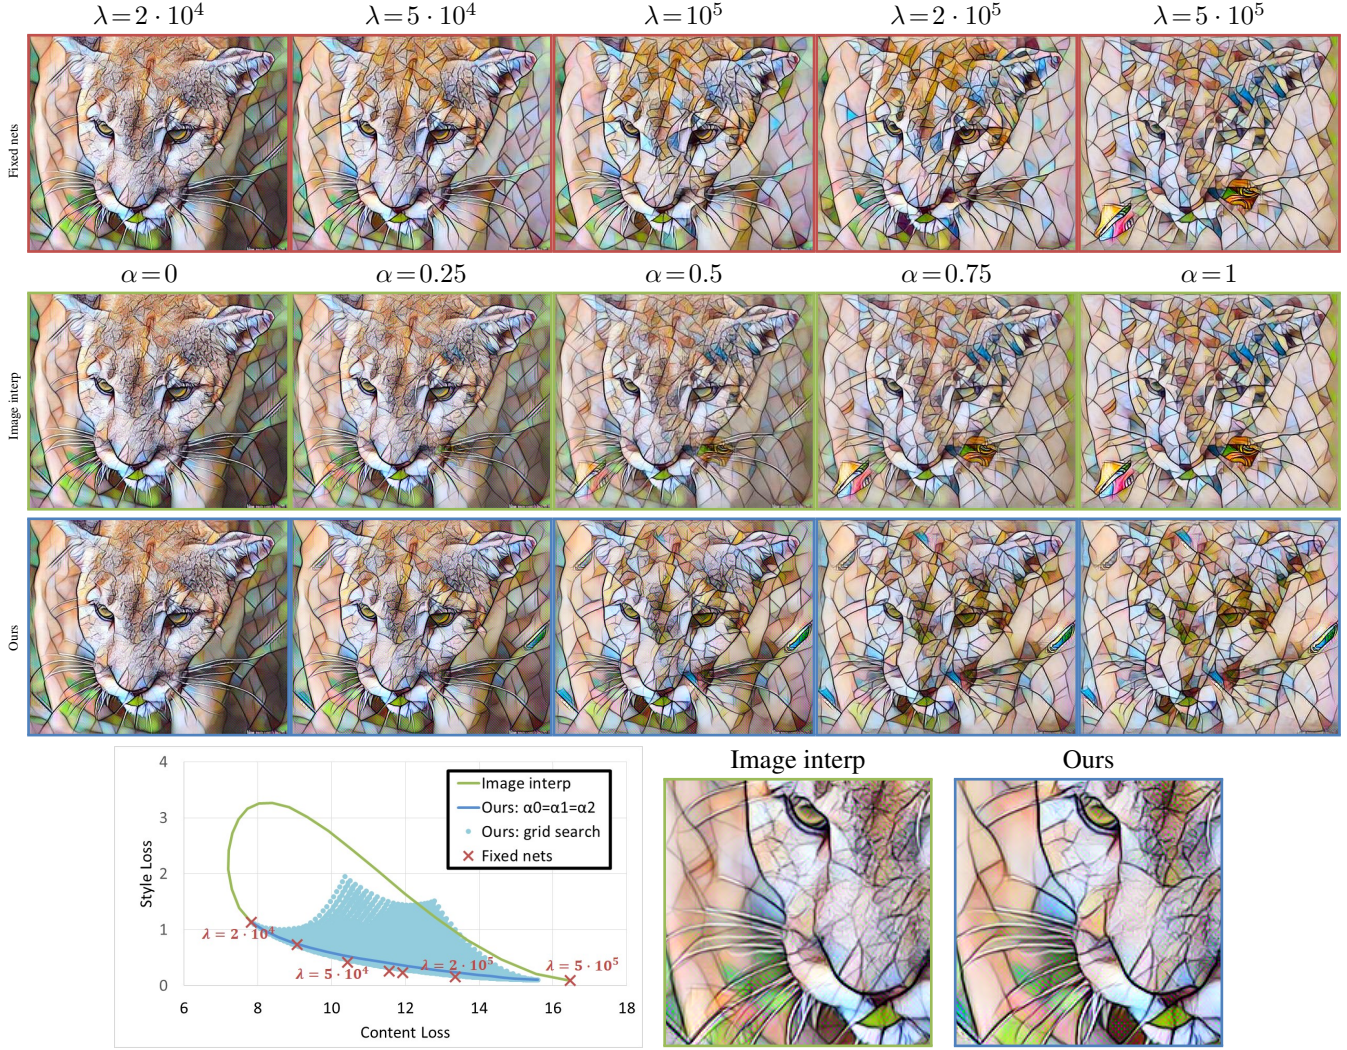 λ=2·10⁴ λ=5·10⁴ λ=10⁵ λ=2·10⁵ λ=5·10⁵
Fixed nets
α=0 α=0.25 α=0.5 α=0.75 α=1
Image interp
Ours
Image interp Ours
4
3
2
1
0
Style Loss
Image interp
Ours: α0=α1=α2
Ours: grid search
Fixed nets
λ = 2 · 10⁴
λ = 5 · 10⁴
λ = 2 · 10⁵
λ = 5 · 10⁵
6 8 10 12 14 16 18
Content Loss